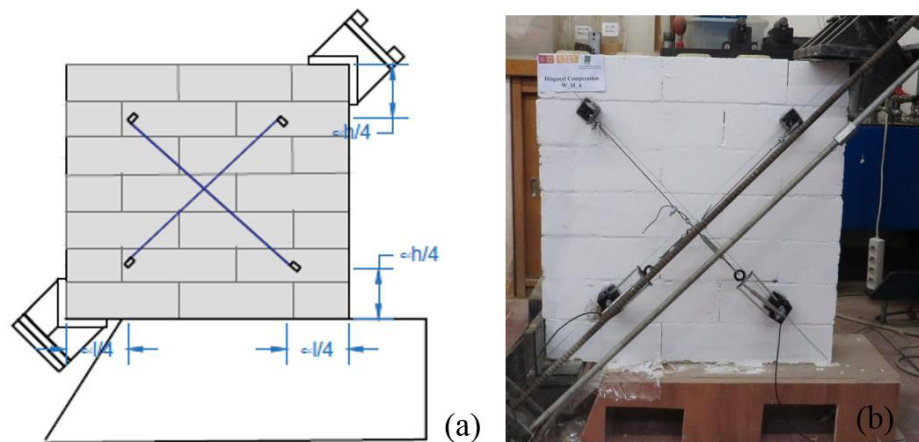 ∝h/4
∝h/4
∝l/4
∝l/4
(a)
Diagonal Compression
W_M_A
(b)